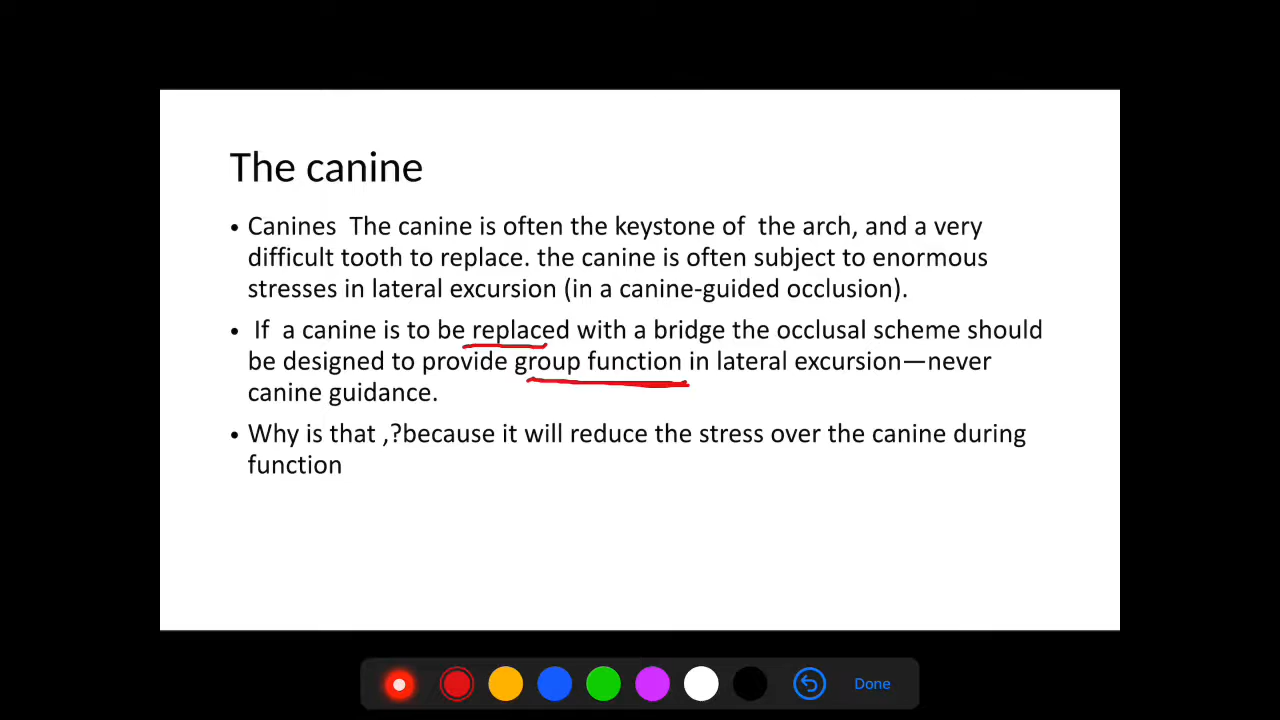 The canine
• Canines  The canine is often the keystone of  the arch, and a very
difficult tooth to replace. the canine is often subject to enormous
stresses in lateral excursion (in a canine-guided occlusion).
•  If  a canine is to be replaced with a bridge the occlusal scheme should
be designed to provide group function in lateral excursion—never
canine guidance.
• Why is that ,?because it will reduce the stress over the canine during
function
Done